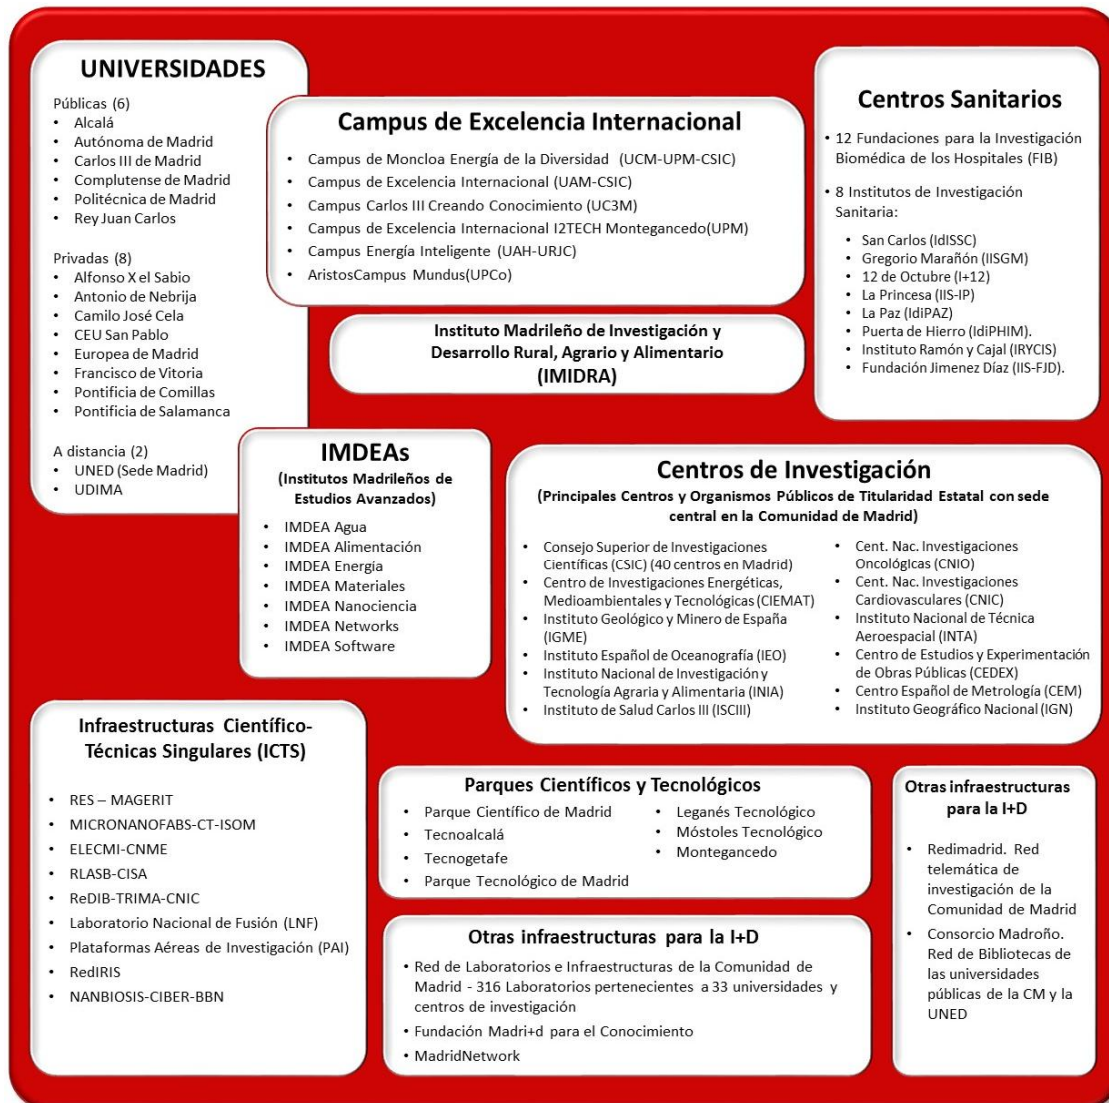 UNIVERSIDADES
Públicas (6)
• Alcalá
• Autónoma de Madrid
• Carlos III de Madrid
• Complutense de Madrid
• Politécnica de Madrid
• Rey Juan Carlos
Privadas (8)
• Alfonso X el Sabio
• Antonio de Nebrija
• Camilo José Cela
• CEU San Pablo
• Europea de Madrid
• Francisco de Vitoria
• Pontificia de Comillas
• Pontificia de Salamanca
A distancia (2)
• UNED (Sede Madrid)
• UDIMA
Campus de Excelencia Internacional
• Campus de Moncloa Energía de la Diversidad (UCM-UPM-CSIC)
• Campus de Excelencia Internacional (UAM-CSIC)
• Campus Carlos III Creando Conocimiento (UC3M)
• Campus de Excelencia Internacional I2TECH Montegancedo(UPM)
• Campus Energía Inteligente (UAH-URJC)
• AristosCampus Mundus(UPCo)
Centros Sanitarios
• 12 Fundaciones para la Investigación
Biomédica de los Hospitales (FIB)
• 8 Institutos de Investigación
Sanitaria:
• San Carlos (IdISSC)
• Gregorio Marañón (IISGM)
• 12 de Octubre (I+12)
• La Princesa (IIS-IP)
• La Paz (IdiPAZ)
• Puerta de Hierro (IdiPHIM).
• Instituto Ramón y Cajal (IRYCIS)
• Fundación Jimenez Díaz (IIS-FJD).
Instituto Madrileño de Investigación y
Desarrollo Rural, Agrario y Alimentario
(IMIDRA)
IMDEAs
(Institutos Madrileños de
Estudios Avanzados)
• IMDEA Agua
• IMDEA Alimentación
• IMDEA Energía
• IMDEA Materiales
• IMDEA Nanociencia
• IMDEA Networks
• IMDEA Software
Centros de Investigación
(Principales Centros y Organismos Públicos de Titularidad Estatal con sede
central en la Comunidad de Madrid)
• Consejo Superior de Investigaciones
Científicas (CSIC) (40 centros en Madrid)
• Centro de Investigaciones Energéticas,
Medioambientales y Tecnológicas (CIEMAT)
• Instituto Geológico y Minero de España
(IGME)
• Instituto Español de Oceanografía (IEO)
• Instituto Nacional de Investigación y
Tecnología Agraria y Alimentaria (INIA)
• Instituto de Salud Carlos III (ISCIII)
• Cent. Nac. Investigaciones
Oncológicas (CNIO)
• Cent. Nac. Investigaciones
Cardiovasculares (CNIC)
• Instituto Nacional de Técnica
Aeroespacial (INTA)
• Centro de Estudios y Experimentación
de Obras Públicas (CEDEX)
• Centro Español de Metrología (CEM)
• Instituto Geográfico Nacional (IGN)
Infraestructuras Científico-
Técnicas Singulares (ICTS)
• RES – MAGERIT
• MICRONANOFABS-CT-ISOM
• ELECMI-CNME
• RLASB-CISA
• ReDIB-TRIMA-CNIC
• Laboratorio Nacional de Fusión (LNF)
• Plataformas Aéreas de Investigación (PAI)
• RedIRIS
• NANBIOSIS-CIBER-BBN
Parques Científicos y Tecnológicos
• Parque Científico de Madrid
• Tecnoalcalá
• Tecnogetafe
• Parque Tecnológico de Madrid
• Leganés Tecnológico
• Móstoles Tecnológico
• Montegancedo
Otras infraestructuras para la I+D
• Red de Laboratorios e Infraestructuras de la Comunidad de
Madrid - 316 Laboratorios pertenecientes a 33 universidades y
centros de investigación
• Fundación Madri+d para el Conocimiento
• MadridNetwork
Otras infraestructuras
para la I+D
• Redimadrid. Red
telemática de
investigación de la
Comunidad de Madrid
• Consorcio Madroño.
Red de Bibliotecas de
las universidades
públicas de la CM y la
UNED